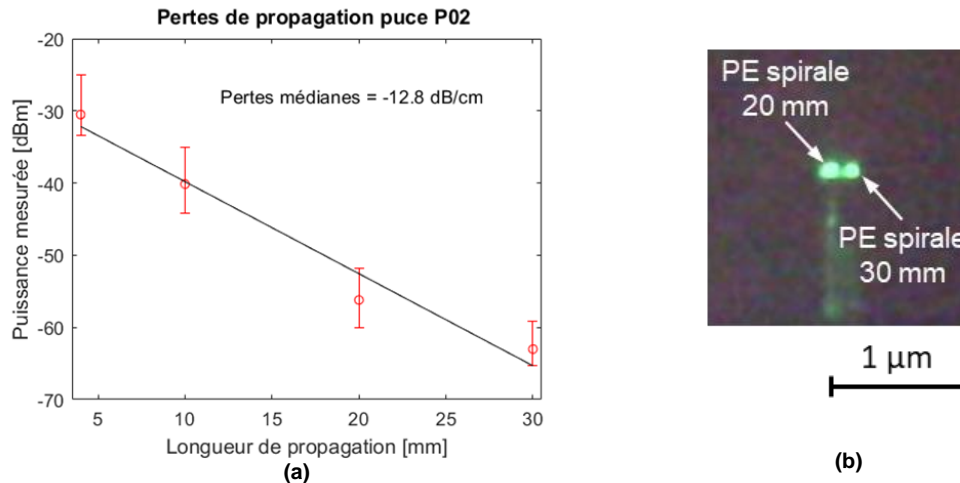 Pertes de propagation puce P02
Puissance mesurée [dBm]
-20
-30
-40
-50
-60
-70
Pertes médianes = -12.8 dB/cm
5
10
15
20
25
30
Longueur de propagation [mm]
(a)
PE spirale
20 mm
PE spirale
30 mm
1 µm
(b)